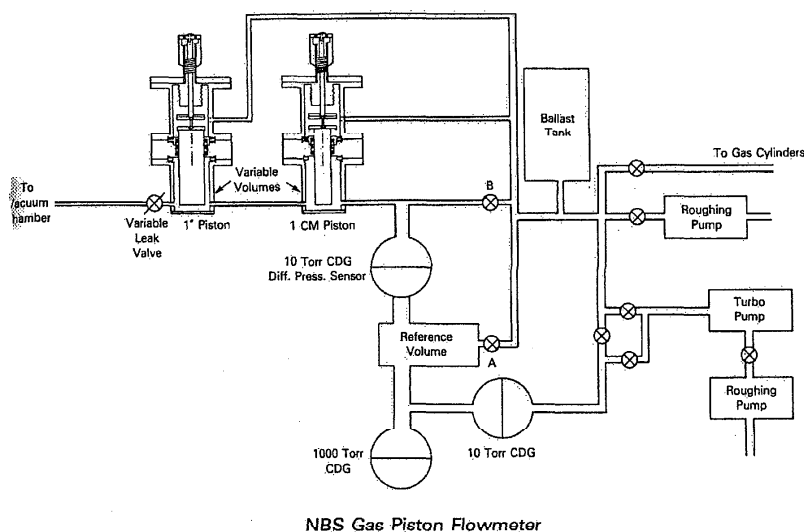 Ballast
Tank
To Gas Cylinders
Variable
Volumes
To
Vacuum
Chamber
B
Variable
Leak
Valve
1" Piston
1 CM Piston
Roughing
Pump
10 Torr CDG
Diff. Press. Sensor
Turbo
Pump
Reference
Volume
A
Roughing
Pump
1000 Torr
CDG
10 Torr CDG
NBS Gas Piston Flowmeter